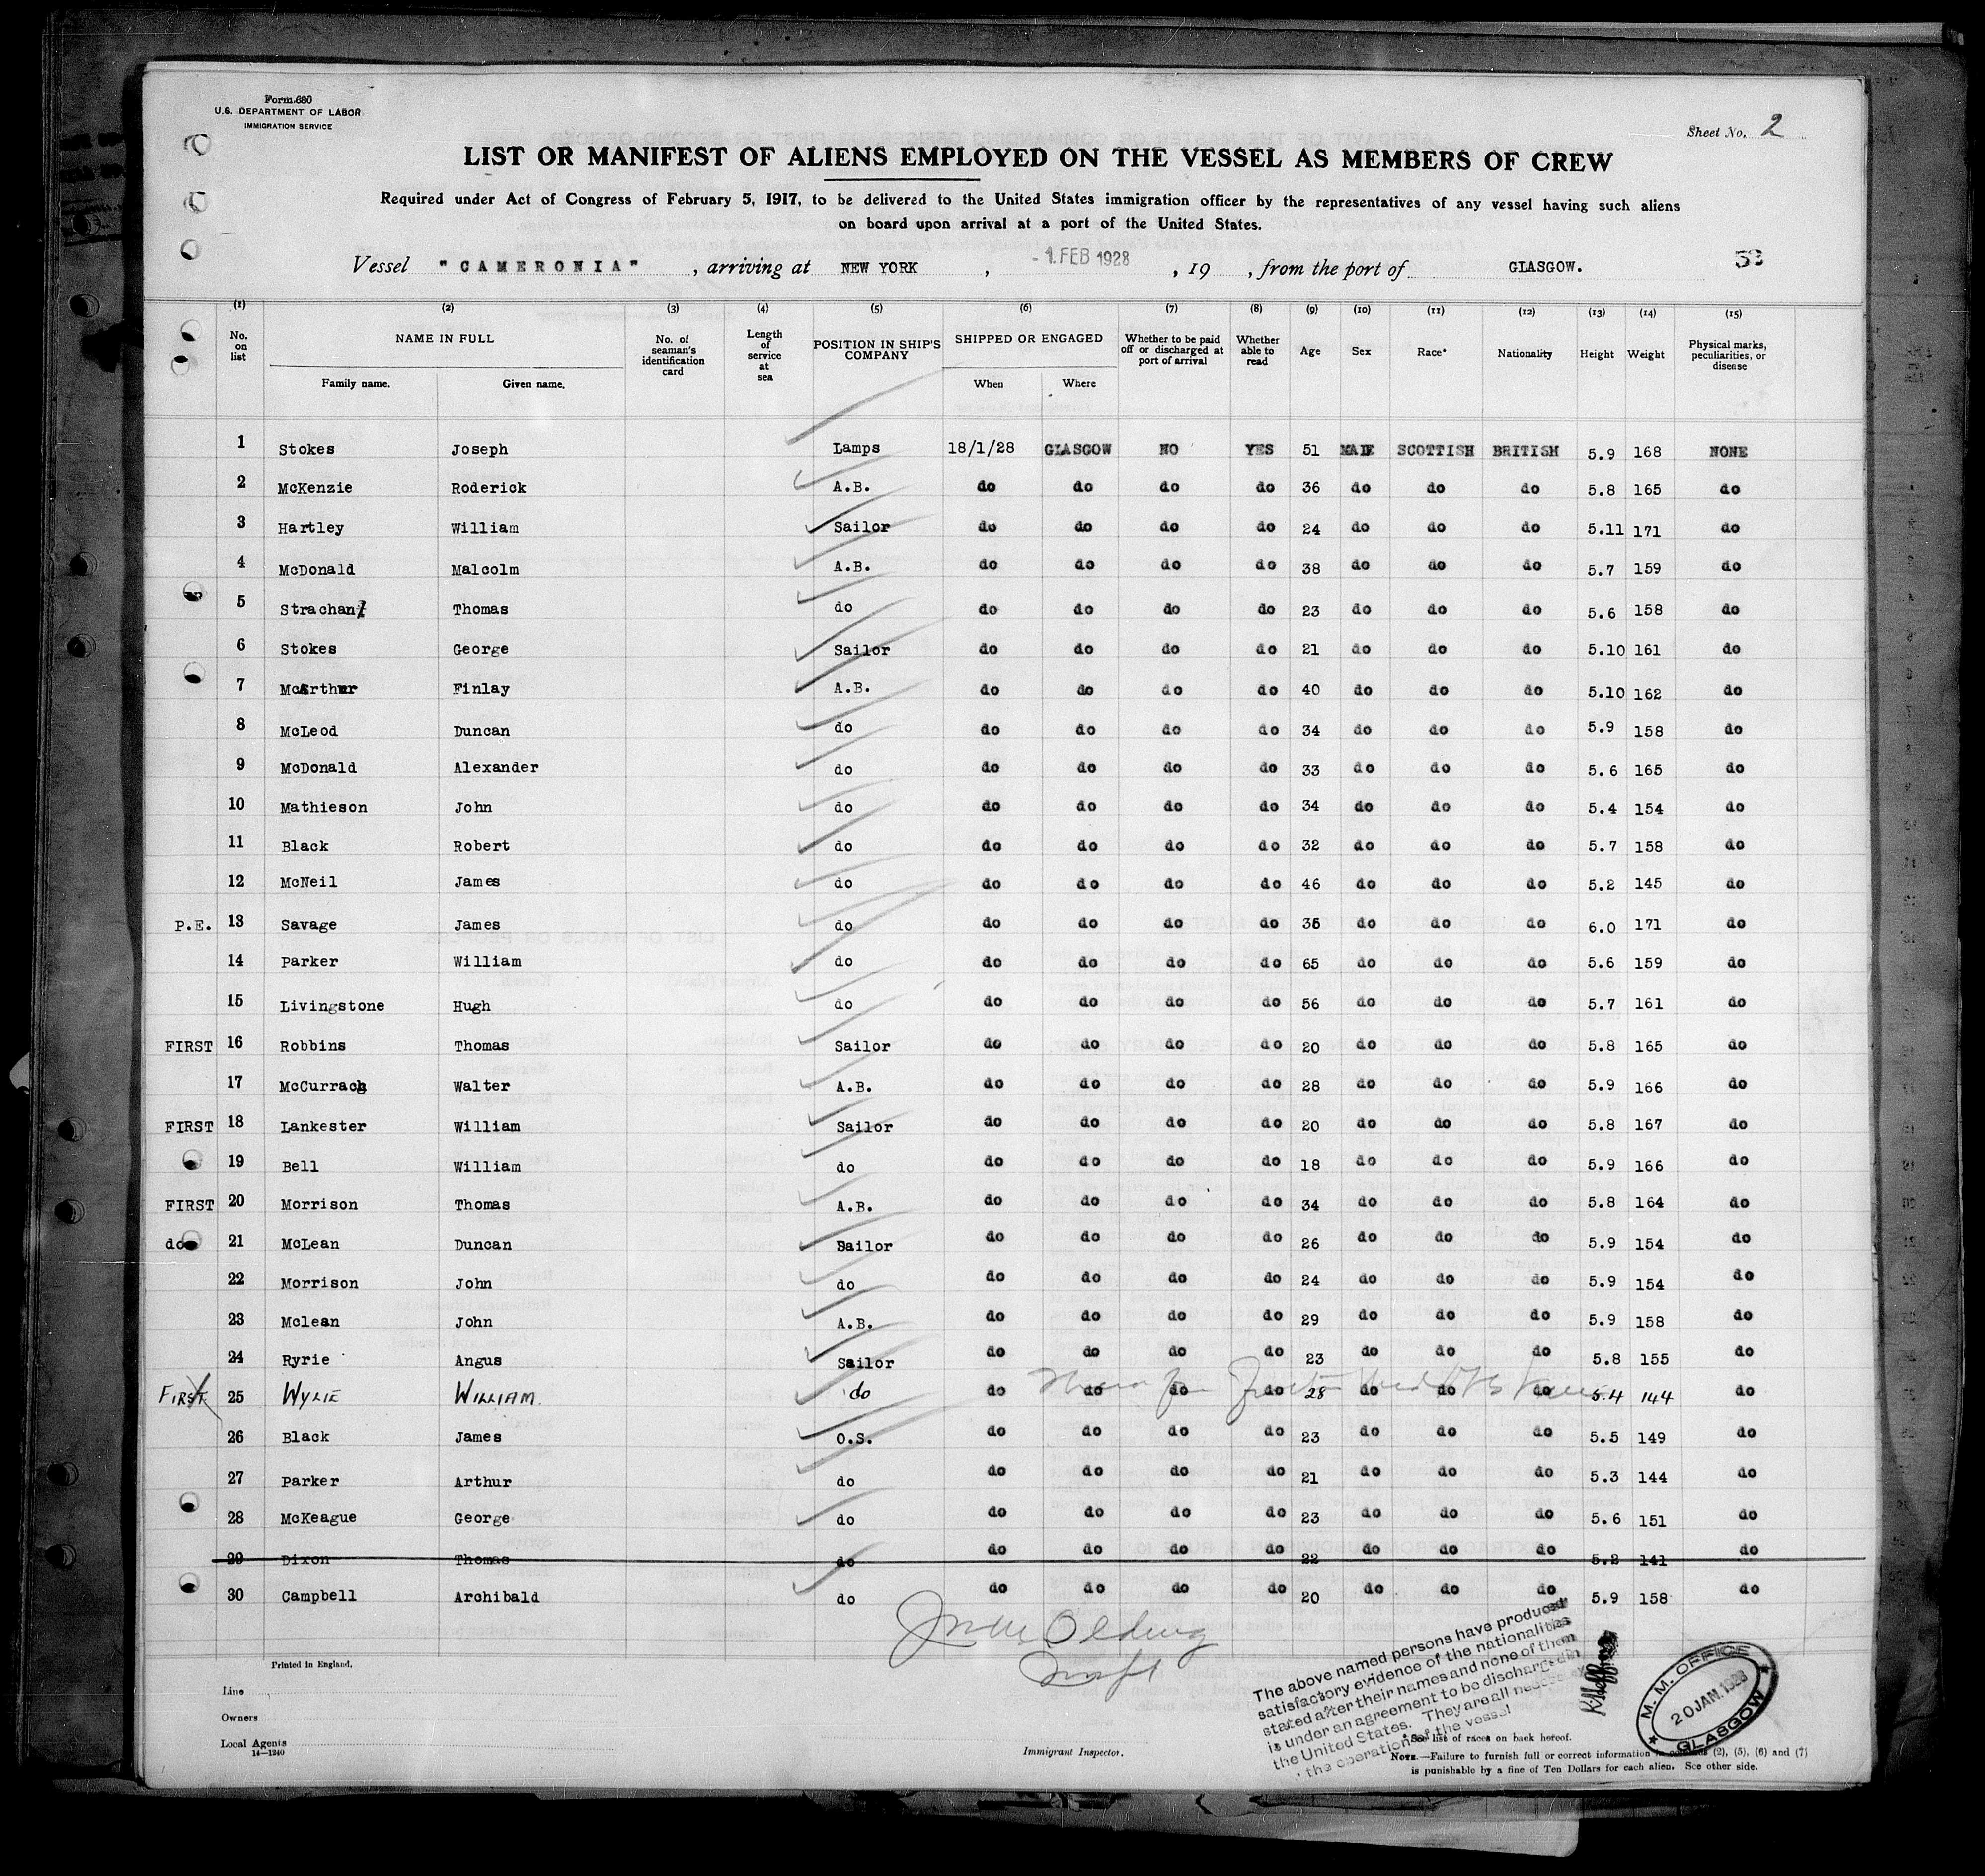 Form 680
U.S. DEPARTMENT OF LABOR
IMMIGRATION SERVICE
Sheet No. 2
LIST OR MANIFEST OF ALIENS EMPLOYED ON THE VESSEL AS MEMBERS OF CREW
Required under Act of Congress of February 5, 1917, to be delivered to the United States immigration officer by the representatives of any vessel having such aliens
on board upon arrival at a port of the United States.
Vessel "CAMERONIA", arriving at NEW YORK, -1 FEB 1928, 19 , from the port of GLASGOW. 53
(1) (2) (3) (4) (5) (6) (7) (8) (9) (10) (11) (12) (13) (14) (15)
No. on list NAME IN FULL Family name. Given name. No. of seaman's identification card Length of service at sea POSITION IN SHIP'S COMPANY SHIPPED OR ENGAGED When Where Whether to be paid off or discharged at port of arrival Whether able to read Age Sex Race* Nationality Height Weight Physical marks, peculiarities, or disease
1 Stokes Joseph Lamps 18/1/28 GLASGOW NO YES 51 MALE SCOTTISH BRITISH 5.9 168 NONE
2 McKenzie Roderick A.B. do do do do 36 do do do 5.8 165 do
3 Hartley William Sailor do do do do 24 do do do 5.11 171 do
4 McDonald Malcolm A.B. do do do do 38 do do do 5.7 159 do
5 Strachan Thomas do do do do do 23 do do do 5.6 158 do
6 Stokes George Sailor do do do do 21 do do do 5.10 161 do
7 McArthur Finlay A.B. do do do do 40 do do do 5.10 162 do
8 McLeod Duncan do do do do do 34 do do do 5.9 158 do
9 McDonald Alexander do do do do do 33 do do do 5.6 165 do
10 Mathieson John do do do do do 34 do do do 5.4 154 do
11 Black Robert do do do do do 32 do do do 5.7 158 do
12 McNeil James do do do do do 46 do do do 5.2 145 do
P.E. 13 Savage James do do do do do 35 do do do 6.0 171 do
14 Parker William do do do do do 65 do do do 5.6 159 do
15 Livingstone Hugh do do do do do 56 do do do 5.7 161 do
FIRST 16 Robbins Thomas Sailor do do do do 20 do do do 5.8 165 do
17 McCurrach Walter A.B. do do do do 28 do do do 5.9 166 do
FIRST 18 Lankester William Sailor do do do do 20 do do do 5.8 167 do
19 Bell William do do do do do 18 do do do 5.9 166 do
FIRST 20 Morrison Thomas A.B. do do do do 34 do do do 5.8 164 do
do 21 McLean Duncan Sailor do do do do 26 do do do 5.9 154 do
22 Morrison John do do do do do 24 do do do 5.9 154 do
23 Mclean John A.B. do do do do 29 do do do 5.9 158 do
24 Ryrie Angus Sailor do do do do 23 do do do 5.8 155 do
FIRST 25 WYLIE WILLIAM. do do do do do 28 do do do 5.4 144 do
26 Black James O.S. do do do do 23 do do do 5.5 149 do
27 Parker Arthur do do do do do 21 do do do 5.3 144 do
28 McKeague George do do do do do 23 do do do 5.6 151 do
29 Dixon Thomas do do do do do 22 do do do 5.2 141 do
30 Campbell Archibald do do do do do 20 do do do 5.9 158 do
Printed in England.
Line
Owners
Local Agents
14—1240
Immigrant Inspector.
The above named persons have produced
satisfactory evidence of the nationalities
stated after their names and none of them
is under an agreement to be discharged in
the United States. They are all
the operation of the vessel
M. M. OFFICE
20 JAN. 1928
GLASGOW
*See list of races on back hereof.
NOTE.—Failure to furnish full or correct information in columns (2), (5), (6) and (7)
is punishable by a fine of Ten Dollars for each alien. See other side.